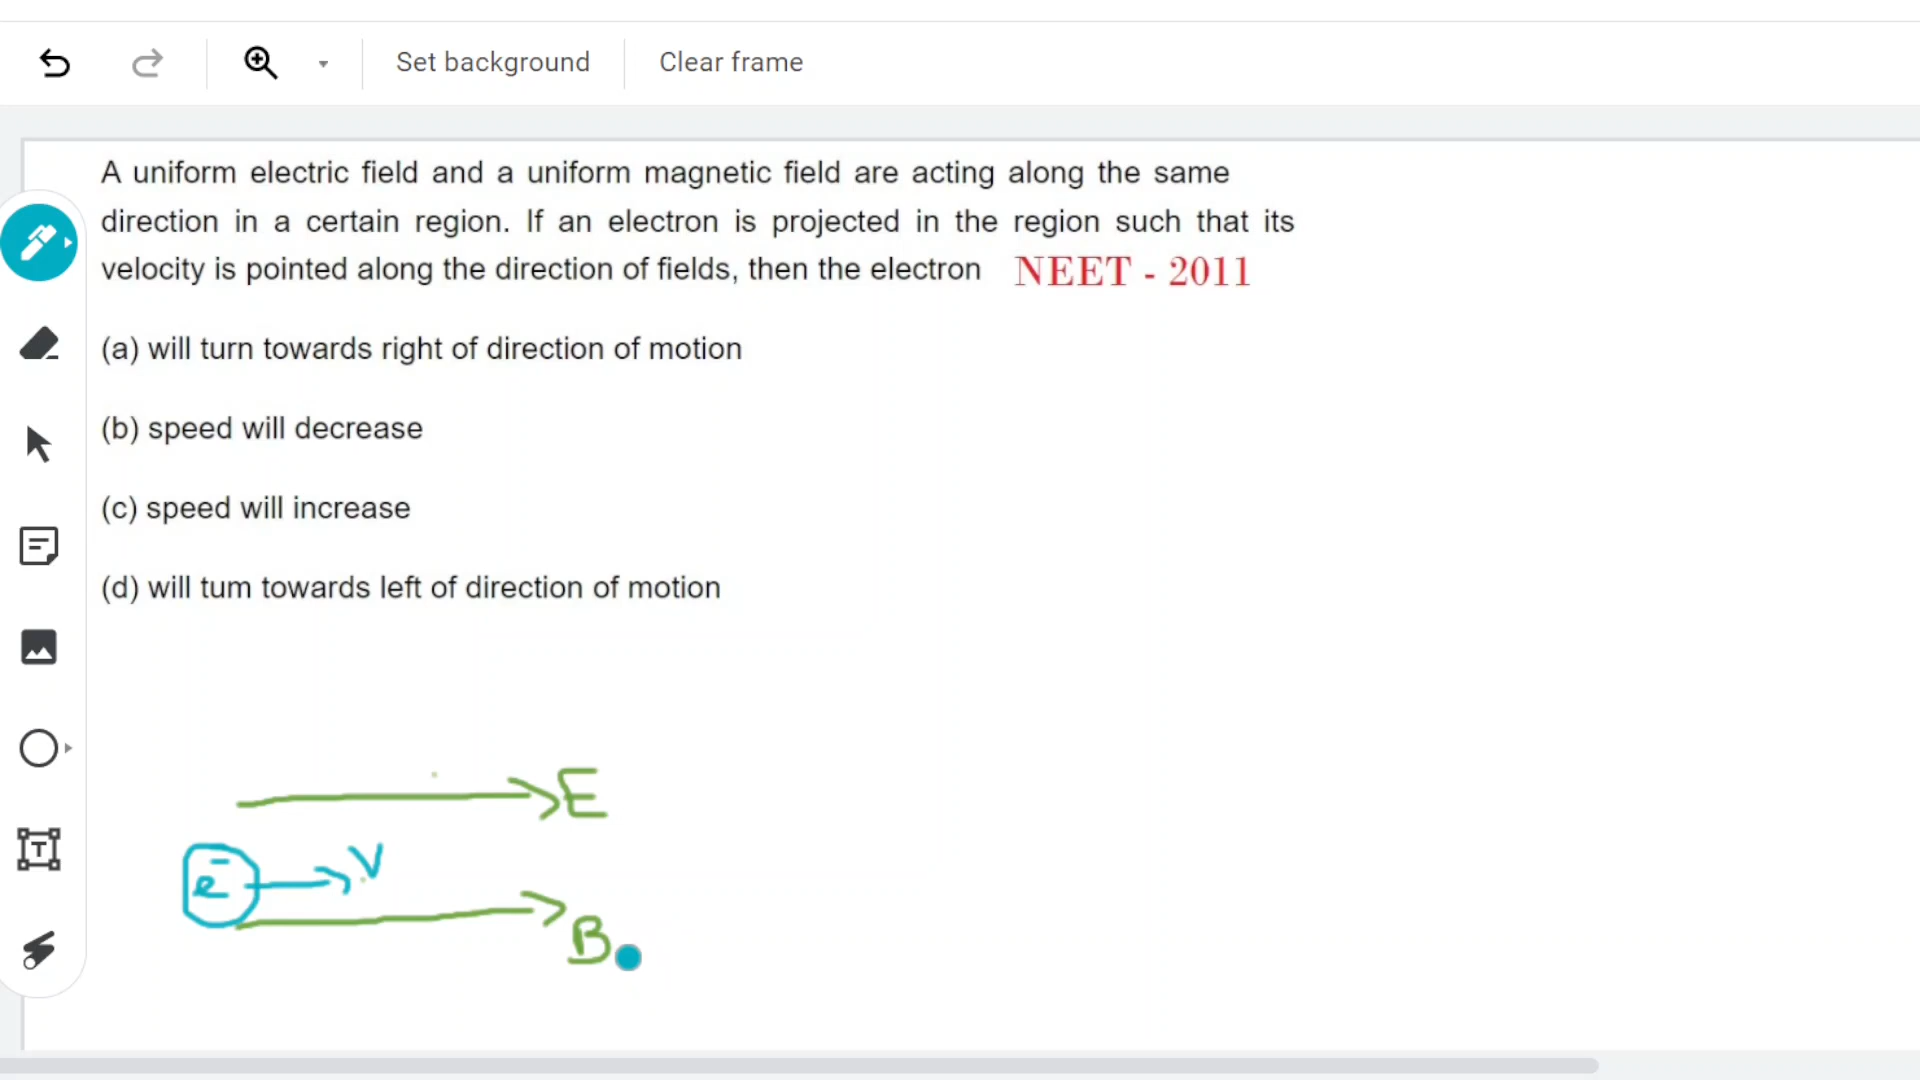 Set background Clear frame
A uniform electric field and a uniform magnetic field are acting along the same
direction in a certain region. If an electron is projected in the region such that its
velocity is pointed along the direction of fields, then the electron NEET - 2011
(a) will turn towards right of direction of motion
(b) speed will decrease
(c) speed will increase
(d) will tum towards left of direction of motion
E
e⁻ V
B